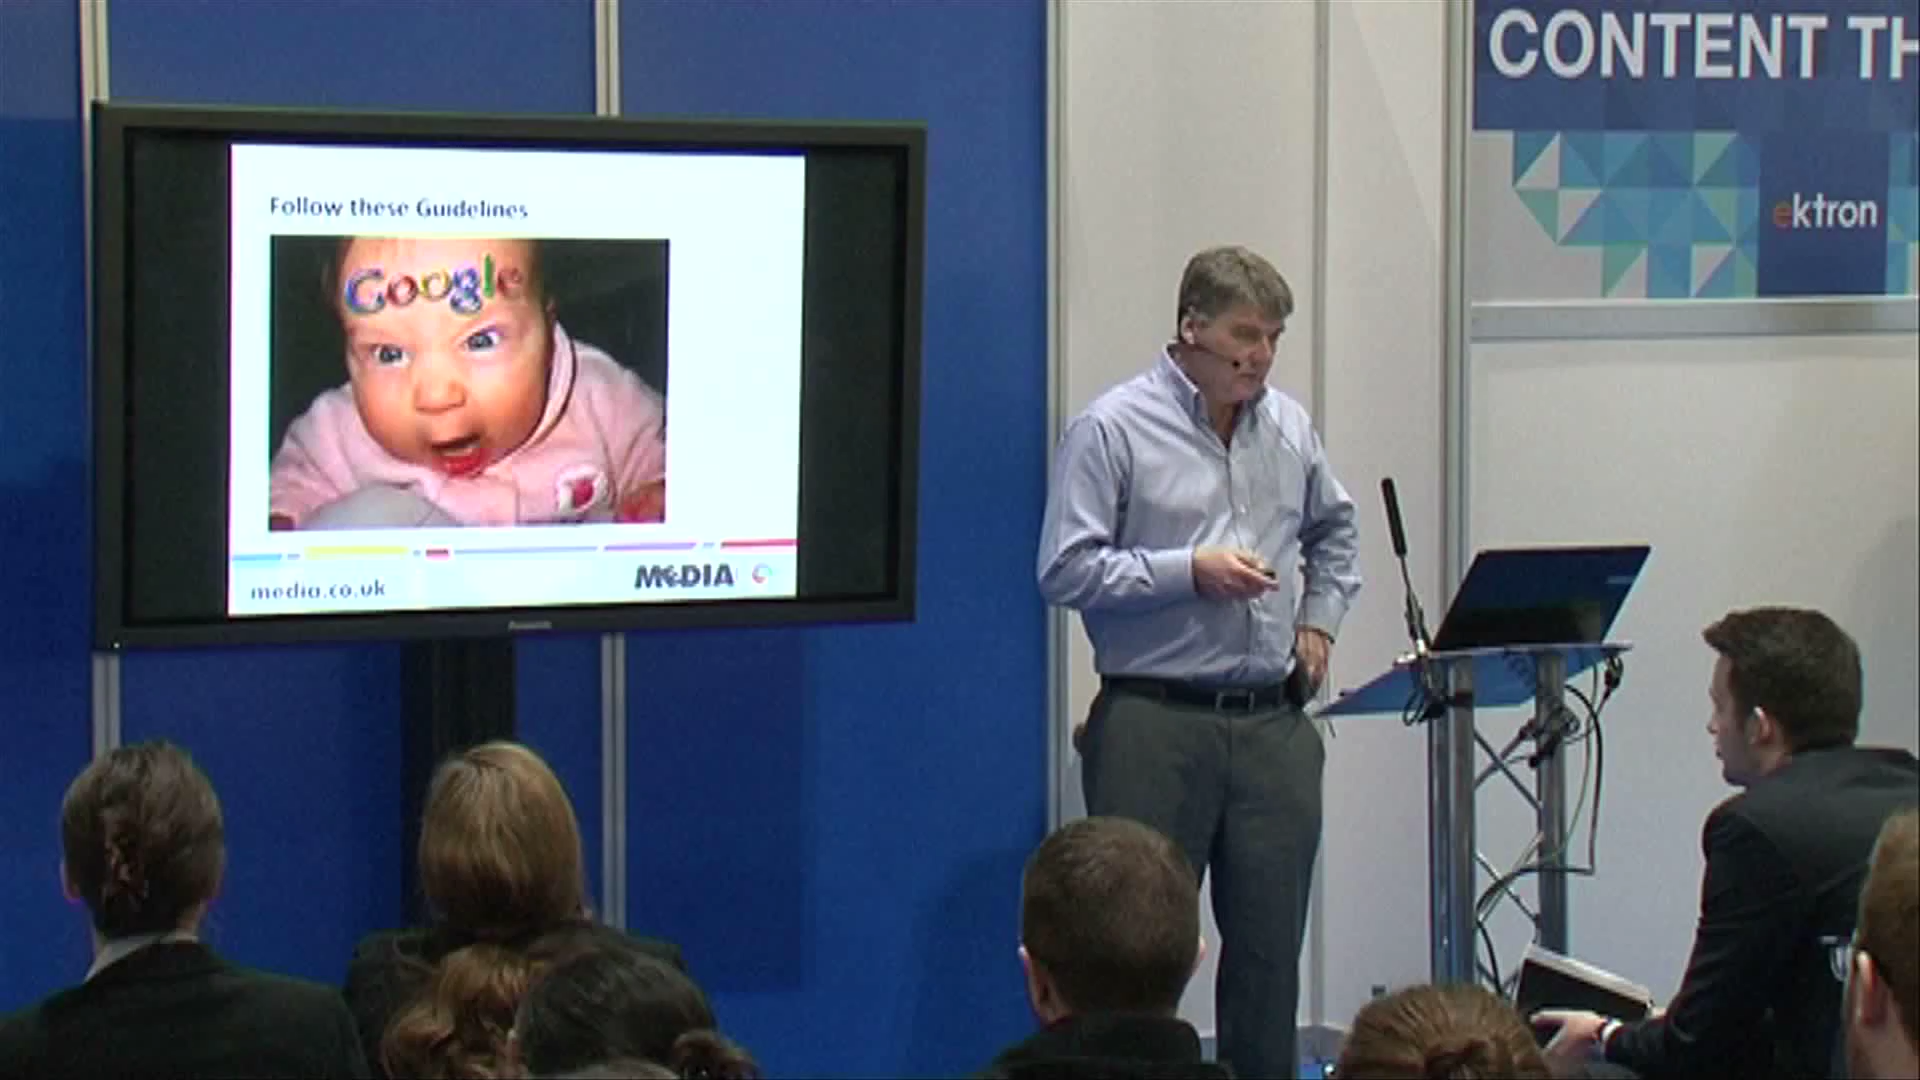 CONTENT TH
ektron
Follow these Guidelines
Google
media.co.uk
MEDIA